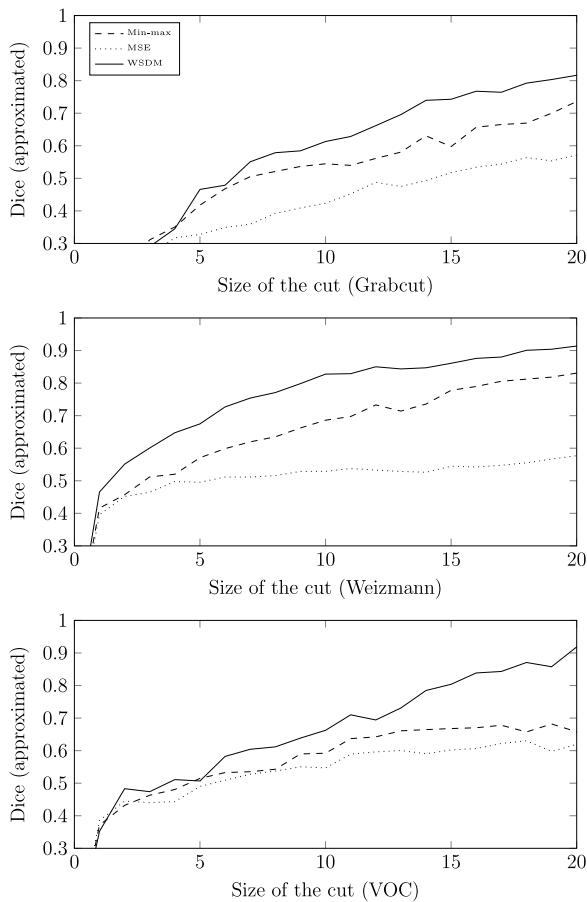 1
0.9
0.8
0.7
0.6
0.5
0.4
0.3
Dice (approximated)
Min-max
MSE
WSDM
0 5 10 15 20
Size of the cut (Grabcut)
1
0.9
0.8
0.7
0.6
0.5
0.4
0.3
Dice (approximated)
0 5 10 15 20
Size of the cut (Weizmann)
1
0.9
0.8
0.7
0.6
0.5
0.4
0.3
Dice (approximated)
0 5 10 15 20
Size of the cut (VOC)